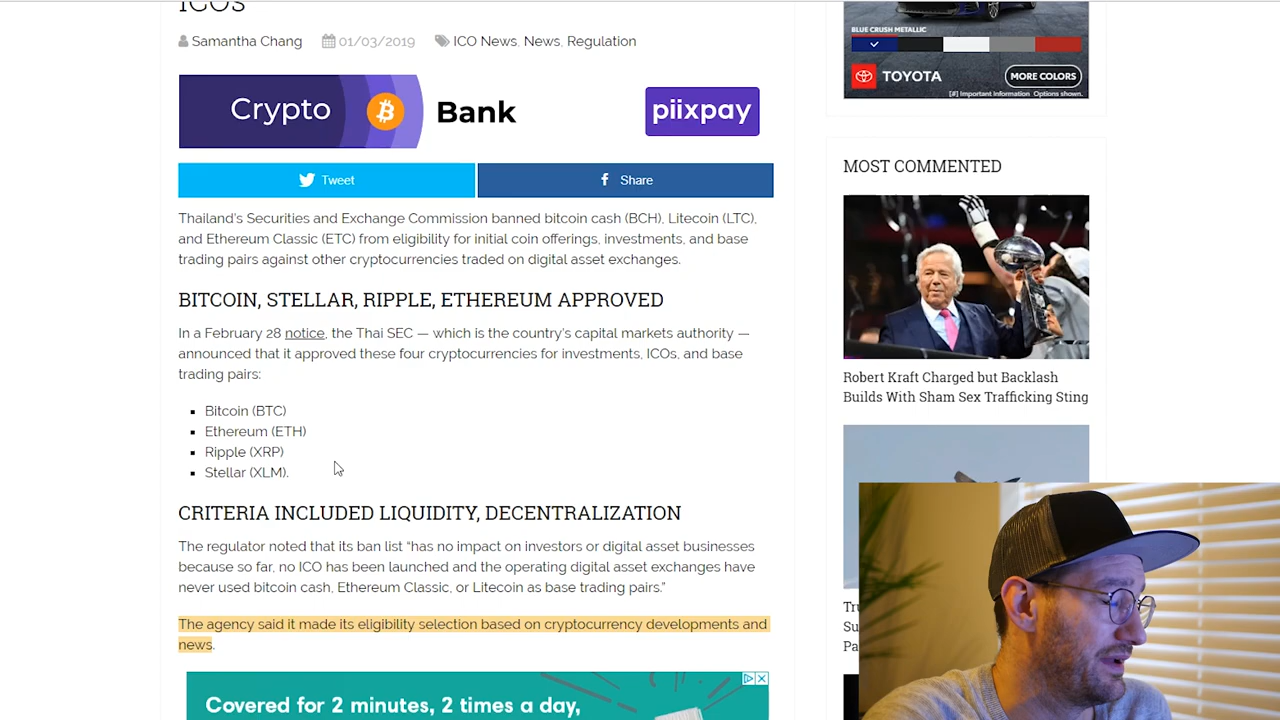 ICOs
Samantha Chang 01/03/2019 ICO News, News, Regulation
Crypto Bank piixpay
Tweet Share
Thailand's Securities and Exchange Commission banned bitcoin cash (BCH), Litecoin (LTC),
and Ethereum Classic (ETC) from eligibility for initial coin offerings, investments, and base
trading pairs against other cryptocurrencies traded on digital asset exchanges.
BITCOIN, STELLAR, RIPPLE, ETHEREUM APPROVED
In a February 28 notice, the Thai SEC — which is the country's capital markets authority —
announced that it approved these four cryptocurrencies for investments, ICOs, and base
trading pairs:
Bitcoin (BTC)
Ethereum (ETH)
Ripple (XRP)
Stellar (XLM).
CRITERIA INCLUDED LIQUIDITY, DECENTRALIZATION
The regulator noted that its ban list “has no impact on investors or digital asset businesses
because so far, no ICO has been launched and the operating digital asset exchanges have
never used bitcoin cash, Ethereum Classic, or Litecoin as base trading pairs.”
The agency said it made its eligibility selection based on cryptocurrency developments and
news.
Covered for 2 minutes, 2 times a day,
BLUE CRUSH METALLIC
TOYOTA MORE COLORS
[#] Important Information Options shown.
MOST COMMENTED
Robert Kraft Charged but Backlash
Builds With Sham Sex Trafficking Sting